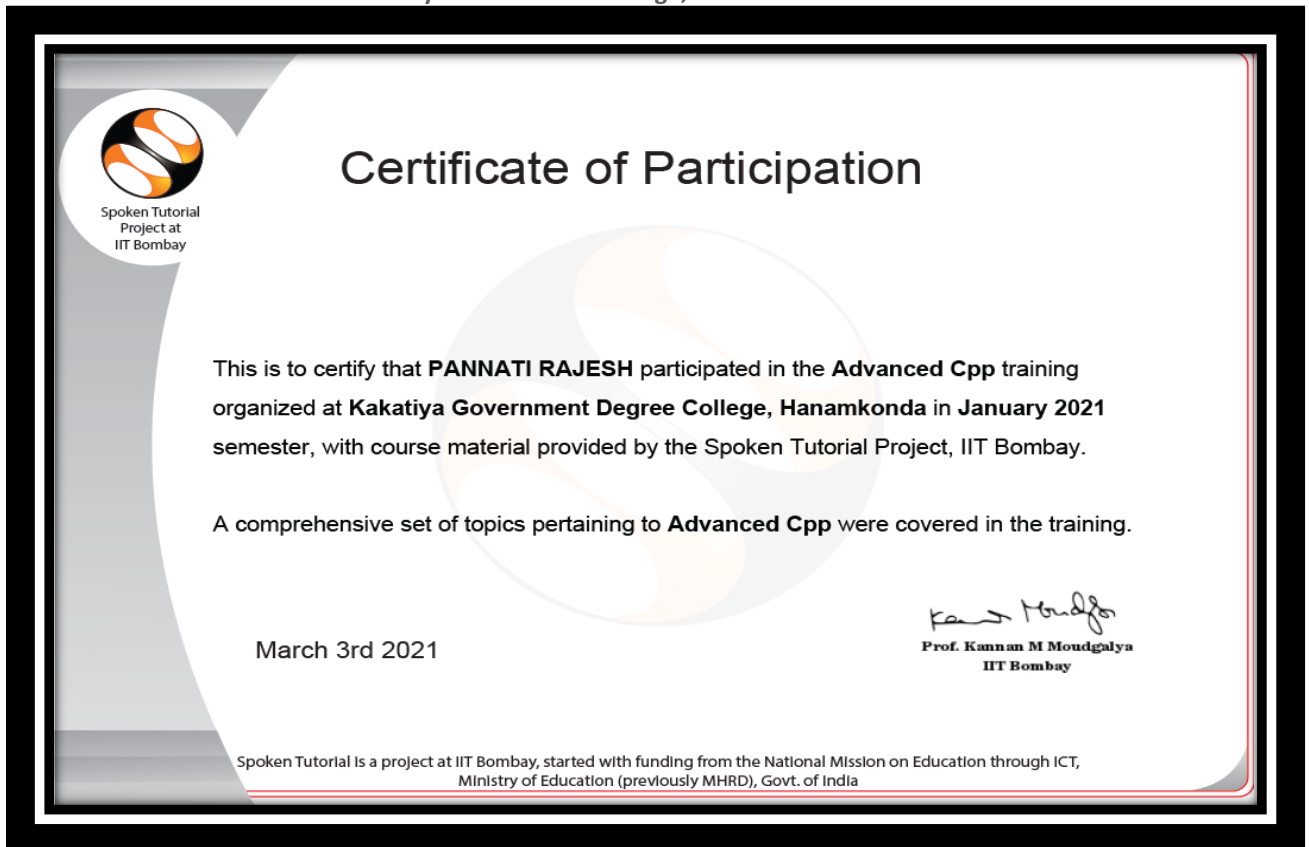 Spoken Tutorial
Project at
IIT Bombay
Certificate of Participation
This is to certify that PANNATI RAJESH participated in the Advanced Cpp training
organized at Kakatiya Government Degree College, Hanamkonda in January 2021
semester, with course material provided by the Spoken Tutorial Project, IIT Bombay.
A comprehensive set of topics pertaining to Advanced Cpp were covered in the training.
March 3rd 2021
Prof. Kannan M Moudgalya
IIT Bombay
Spoken Tutorial is a project at IIT Bombay, started with funding from the National Mission on Education through ICT,
Ministry of Education (previously MHRD), Govt. of India